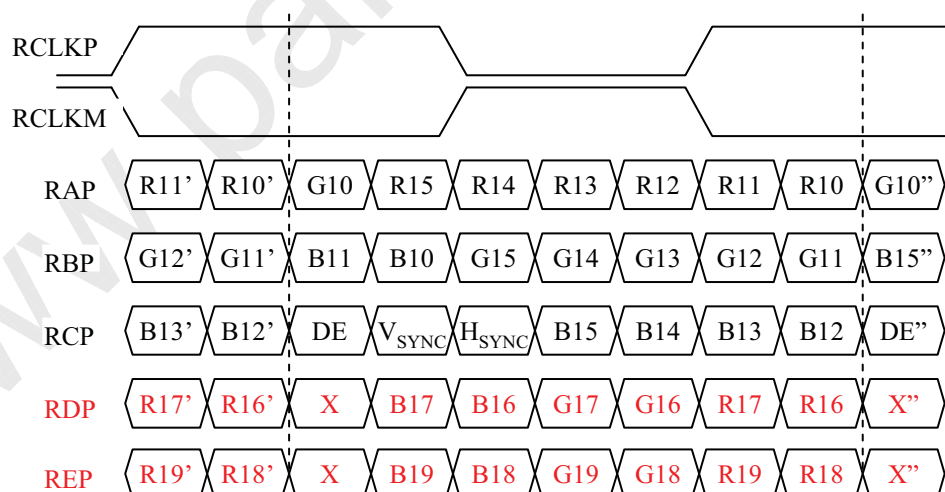 RCLKP
RCLKM
RAP R11’ R10’ G10 R15 R14 R13 R12 R11 R10 G10”
RBP G12’ G11’ B11 B10 G15 G14 G13 G12 G11 B15”
RCP B13’ B12’ DE VSYNC HSYNC B15 B14 B13 B12 DE”
RDP R17’ R16’ X B17 B16 G17 G16 R17 R16 X”
REP R19’ R18’ X B19 B18 G19 G18 R19 R18 X”